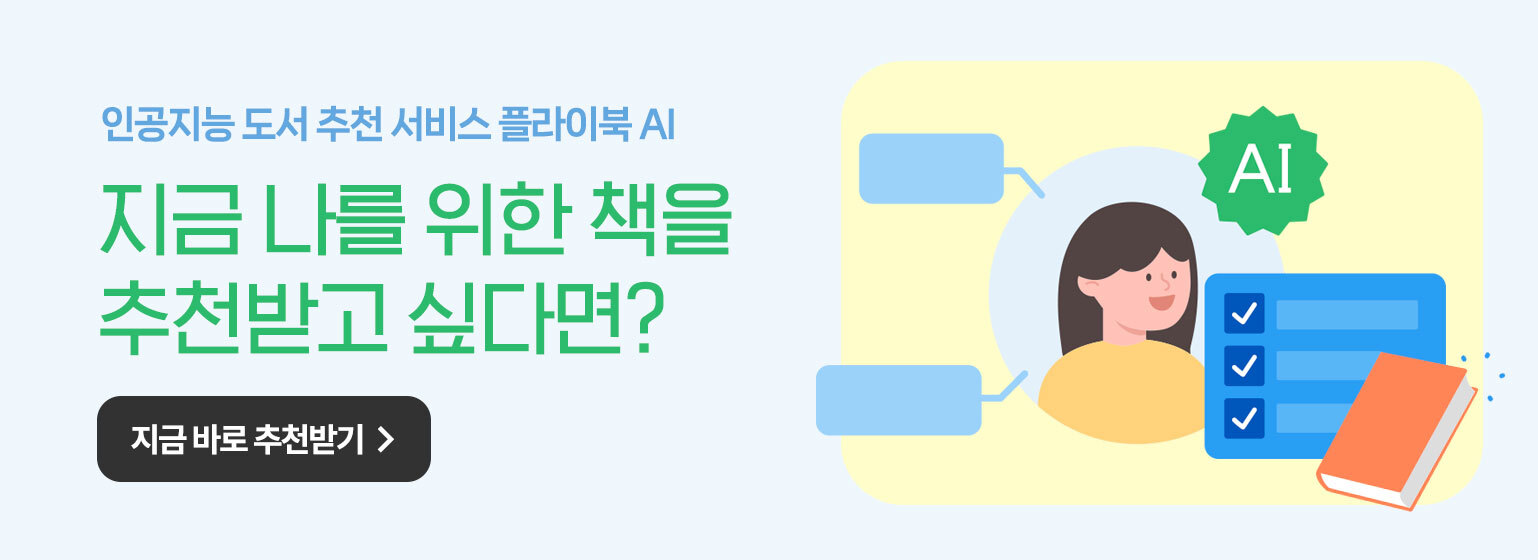 인공지능 도서 추천 서비스 플라이북 AI
지금 나를 위한 책을
추천받고 싶다면?
지금 바로 추천받기 >
AI